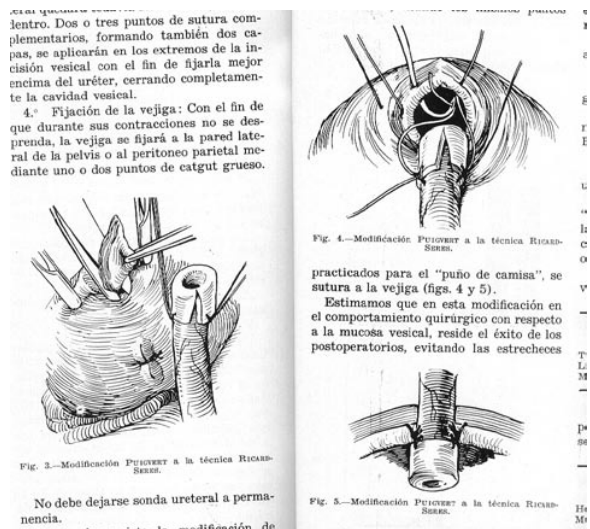 dentro. Dos o tres puntos de sutura com-
plementarios, formando también dos ca-
pas, se aplicarán en los extremos de la in-
cisión vesical con el fin de fijarla mejor
encima del uréter, cerrando completamen-
te la cavidad vesical.
4.º Fijación de la vejiga: Con el fin de
que durante sus contracciones no se des-
prenda, la vejiga se fijará a la pared late-
ral de la pelvis o al peritoneo parietal me-
diante uno o dos puntos de catgut grueso.
Fig. 3.—Modificación PUIGVERT a la técnica RICARD-
SERES.
No debe dejarse sonda ureteral a perma-
nencia.
modificación de
Fig. 4.—Modificación PUIGVERT a la técnica RICARD-
SERES.
practicados para el "puño de camisa", se
sutura a la vejiga (figs. 4 y 5).
Estimamos que en esta modificación en
el comportamiento quirúrgico con respecto
a la mucosa vesical, reside el éxito de los
postoperatorios, evitando las estrecheces
Fig. 5.—Modificación PUIGVERT a la técnica RICARD-
SERES.